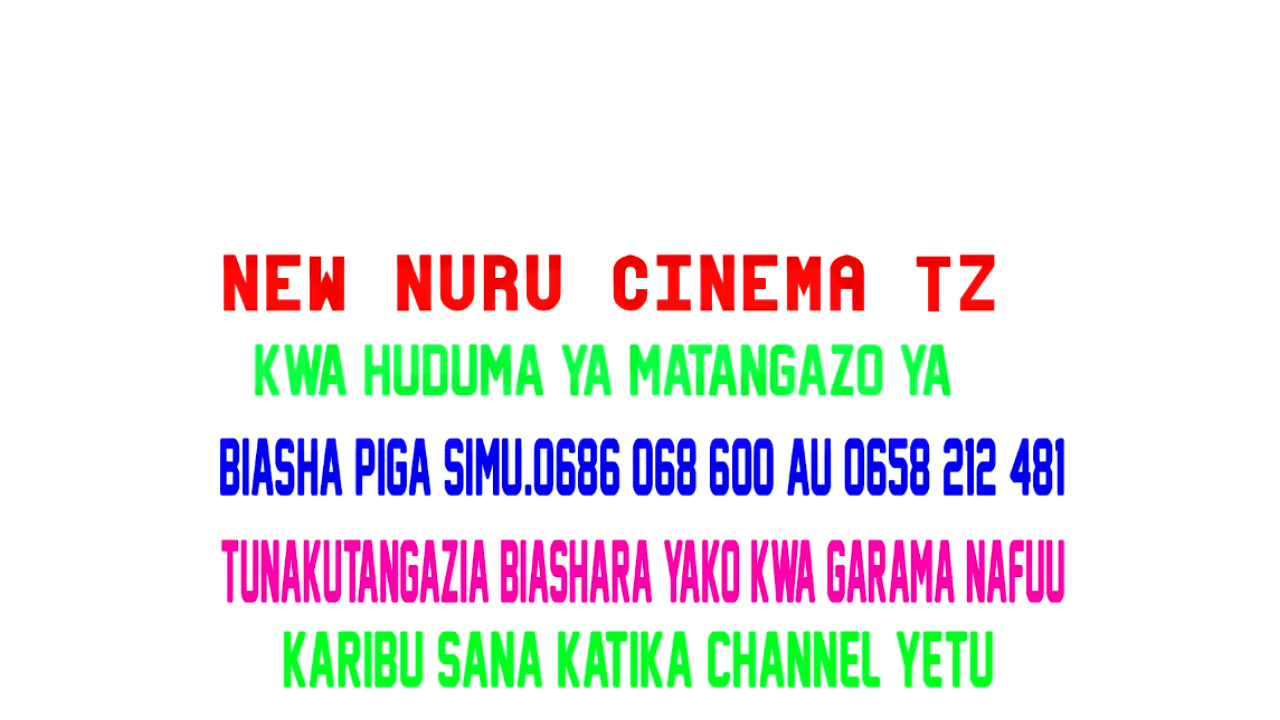 NEW NURU CINEMA TZ
KWA HUDUMA YA MATANGAZO YA
BIASHA PIGA SIMU.0686 068 600 AU 0658 212 481
TUNAKUTANGAZIA BIASHARA YAKO KWA GARAMA NAFUU
KARIBU SANA KATIKA CHANNEL YETU